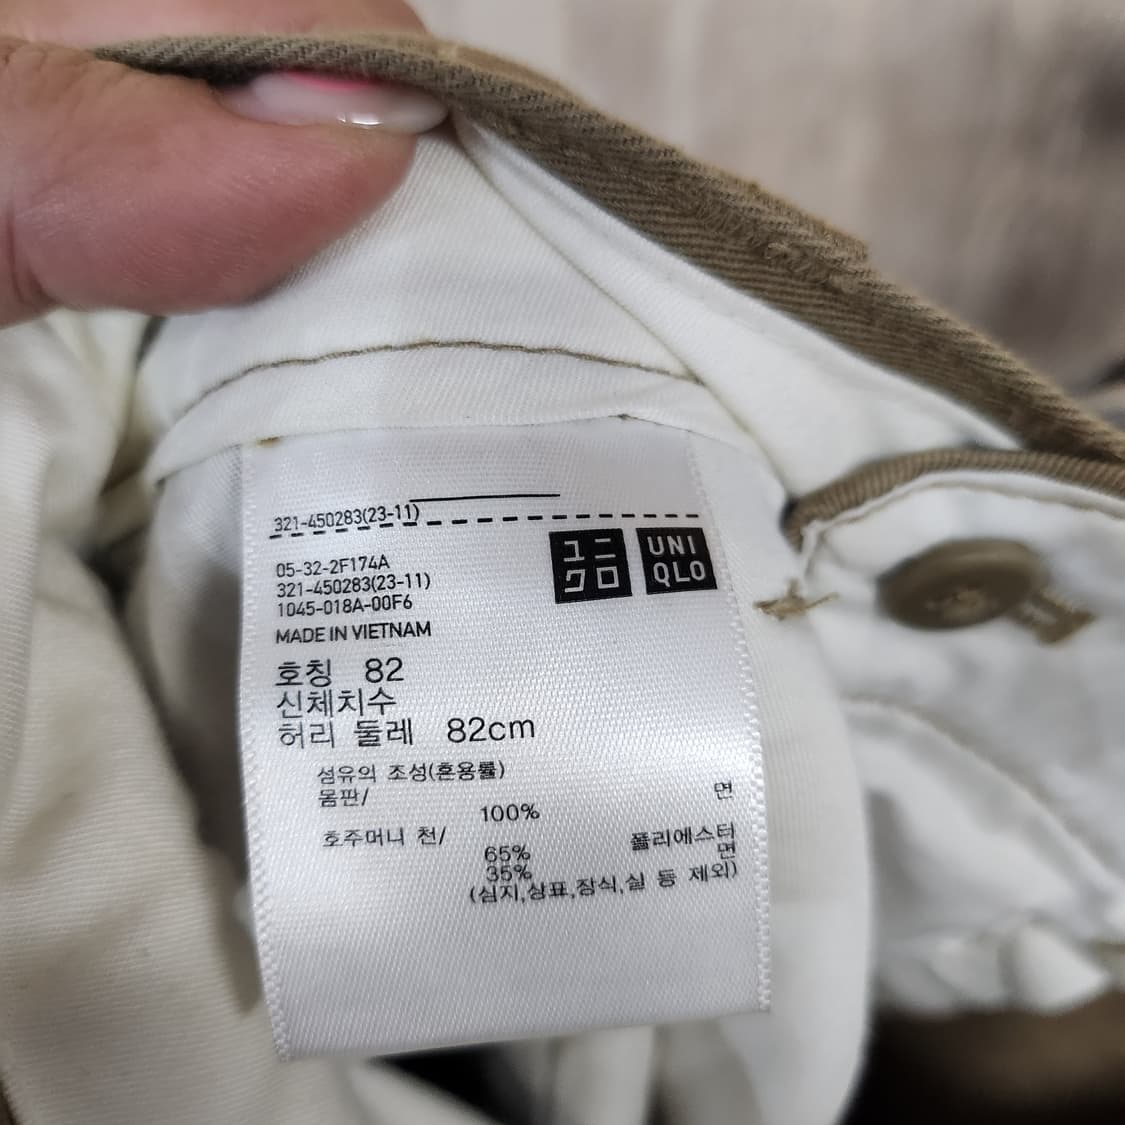 321-450283(23-11)
05-32-2F174A
321-450283(23-11)
1045-018A-00F6
MADE IN VIETNAM
ユニ
クロ
UNI
QLO
호칭 82
신체치수
허리 둘레 82cm
섬유의 조성(혼용률)
몸판/ 면
100%
호주머니 천/ 폴리에스터
65% 면
35%
(심지,상표,장식,실 등 제외)